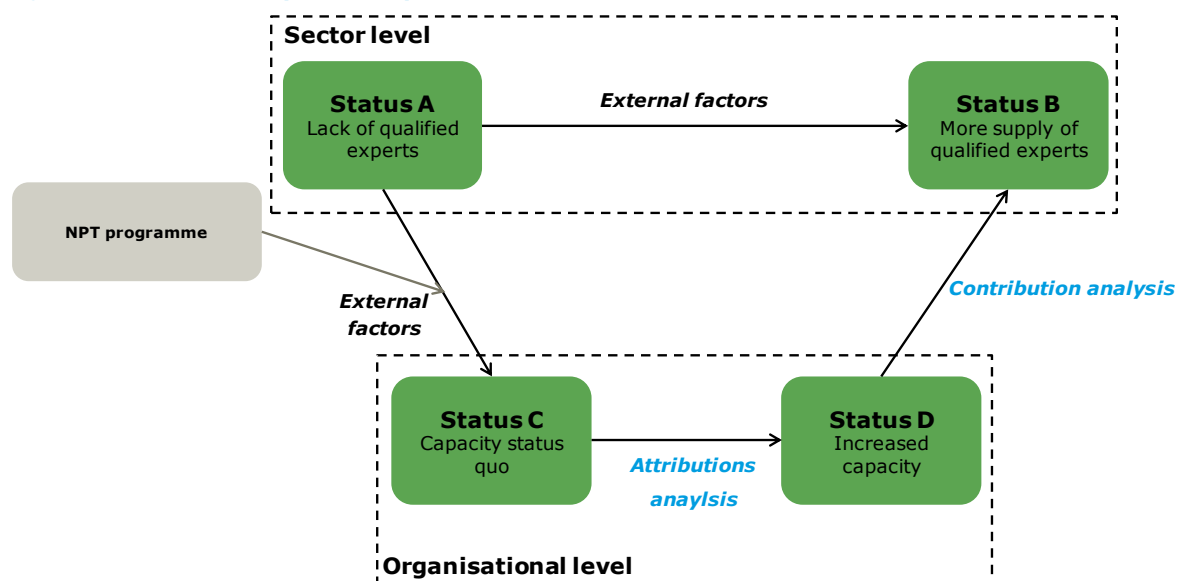 Sector level
Status A
Lack of qualified
experts
External factors
Status B
More supply of
qualified experts
NPT programme
External
factors
Contribution analysis
Status C
Capacity status
quo
Attributions
anaylsis
Status D
Increased
capacity
Organisational level